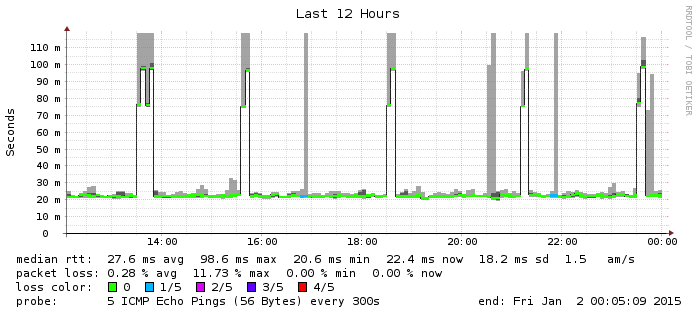 Last 12 Hours
RRDTOOL / TOBI OETIKER
Seconds
110 m
100 m
90 m
80 m
70 m
60 m
50 m
40 m
30 m
20 m
10 m
0
14:00 16:00 18:00 20:00 22:00 00:00
median rtt: 27.6 ms avg 98.6 ms max 20.6 ms min 22.4 ms now 18.2 ms sd 1.5 am/s
packet loss: 0.28 % avg 11.73 % max 0.00 % min 0.00 % now
loss color: 0 1/5 2/5 3/5 4/5
probe: 5 ICMP Echo Pings (56 Bytes) every 300s end: Fri Jan 2 00:05:09 2015